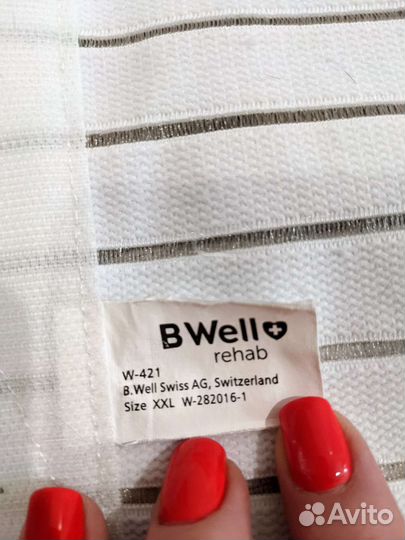 B Well
rehab
W-421
B.Well Swiss AG, Switzerland
Size XXL W-282016-1
Avito